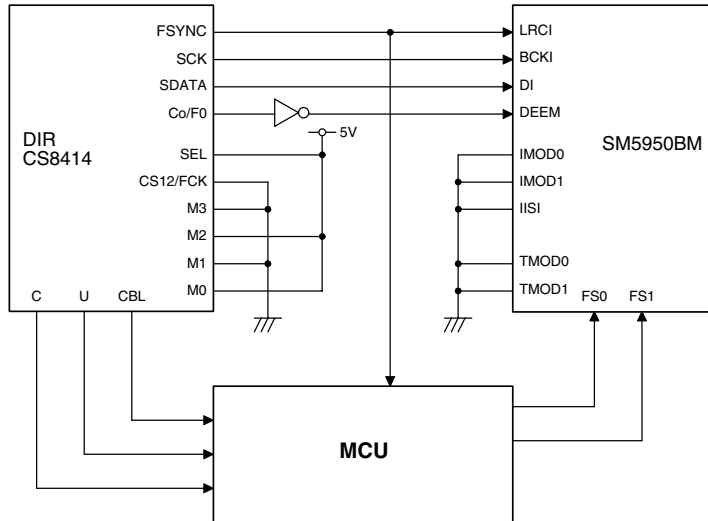 FSYNC
SCK
SDATA
Co/F0
SEL
CS12/FCK
M3
M2
M1
M0
DIR
CS8414
C U CBL
5V
LRCI
BCKI
DI
DEEM
IMOD0
IMOD1
IISI
TMOD0
TMOD1
SM5950BM
FS0 FS1
MCU